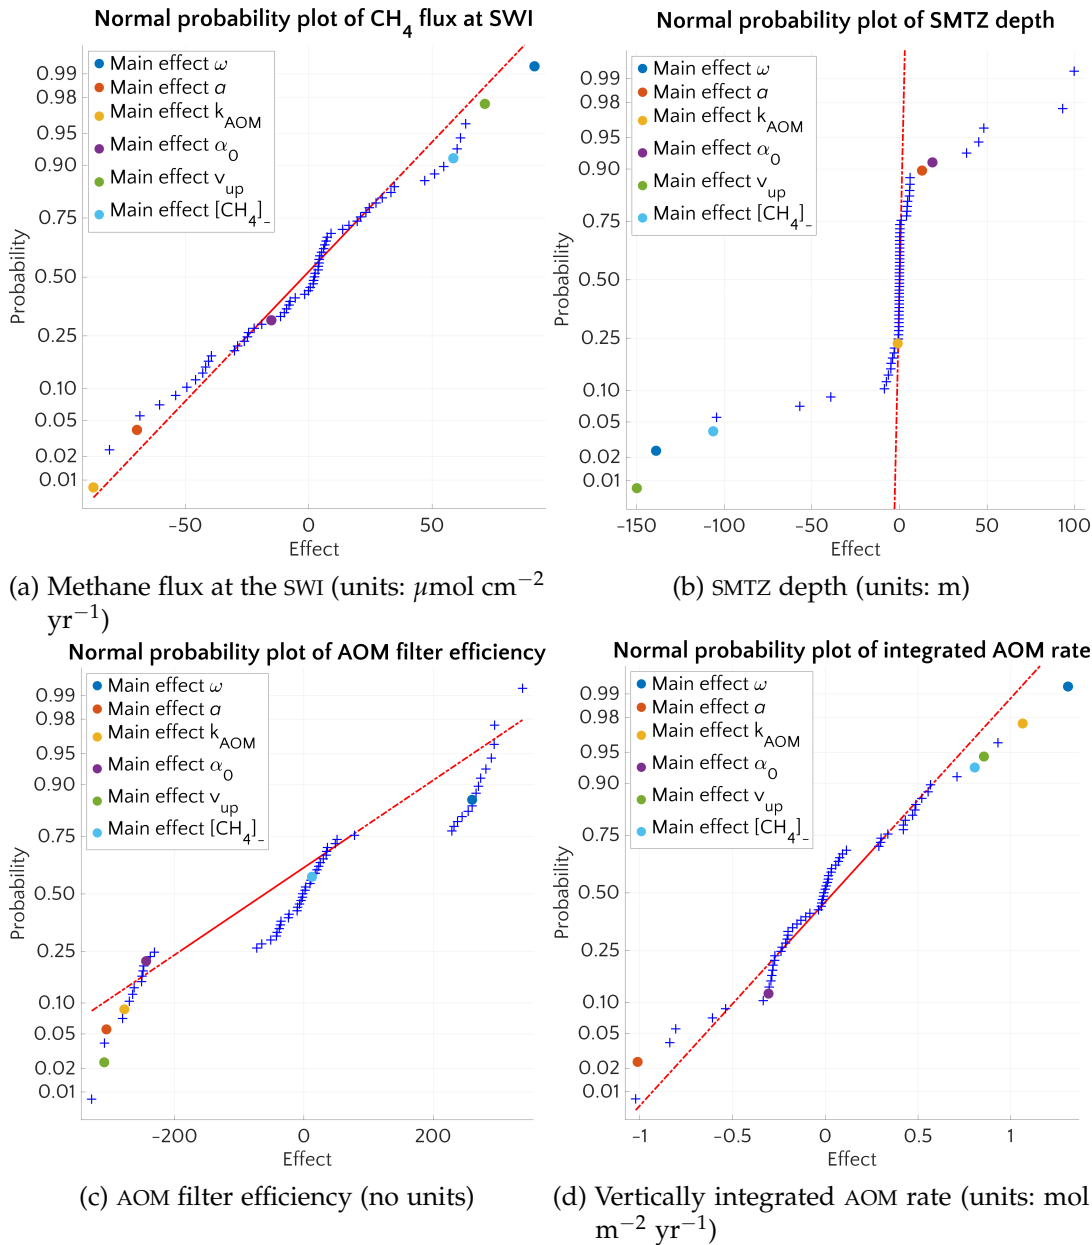 Normal probability plot of CH4 flux at SWI
Main effect ω
Main effect a
Main effect kAOM
Main effect α0
Main effect vup
Main effect [CH4]_
0.99
0.98
0.95
0.90
0.75
0.50
0.25
0.10
0.05
0.02
0.01
Probability
-50
0
50
Effect
(a) Methane flux at the SWI (units: μmol cm−2
yr−1)
Normal probability plot of SMTZ depth
Main effect ω
Main effect a
Main effect kAOM
Main effect α0
Main effect vup
Main effect [CH4]_
0.99
0.98
0.95
0.90
0.75
0.50
0.25
0.10
0.05
0.02
0.01
Probability
-150
-100
-50
0
50
100
Effect
(b) SMTZ depth (units: m)
Normal probability plot of AOM filter efficiency
Main effect ω
Main effect a
Main effect kAOM
Main effect α0
Main effect vup
Main effect [CH4]_
0.99
0.98
0.95
0.90
0.75
0.50
0.25
0.10
0.05
0.02
0.01
Probability
-200
0
200
Effect
(c) AOM filter efficiency (no units)
Normal probability plot of integrated AOM rate
Main effect ω
Main effect a
Main effect kAOM
Main effect α0
Main effect vup
Main effect [CH4]_
0.99
0.98
0.95
0.90
0.75
0.50
0.25
0.10
0.05
0.02
0.01
Probability
-1
-0.5
0
0.5
1
Effect
(d) Vertically integrated AOM rate (units: mol
m−2 yr−1)